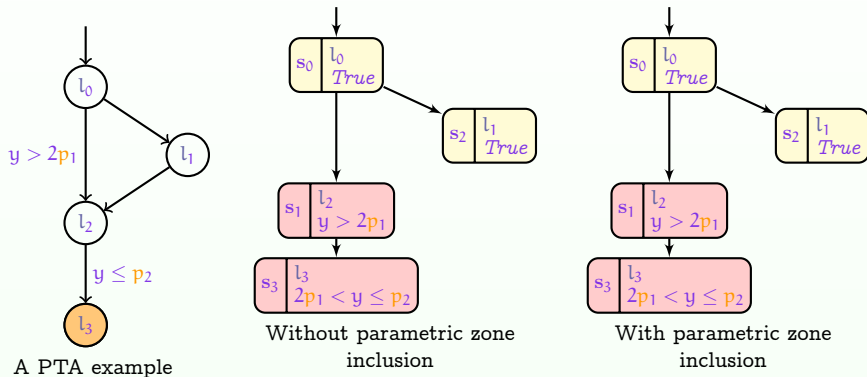 l₀
y > 2p₁
l₁
l₂
y ≤ p₂
l₃
A PTA example
s₀ l₀
True
s₂ l₁
True
s₁ l₂
y > 2p₁
s₃ l₃
2p₁ < y ≤ p₂
Without parametric zone
inclusion
s₀ l₀
True
s₂ l₁
True
s₁ l₂
y > 2p₁
s₃ l₃
2p₁ < y ≤ p₂
With parametric zone
inclusion